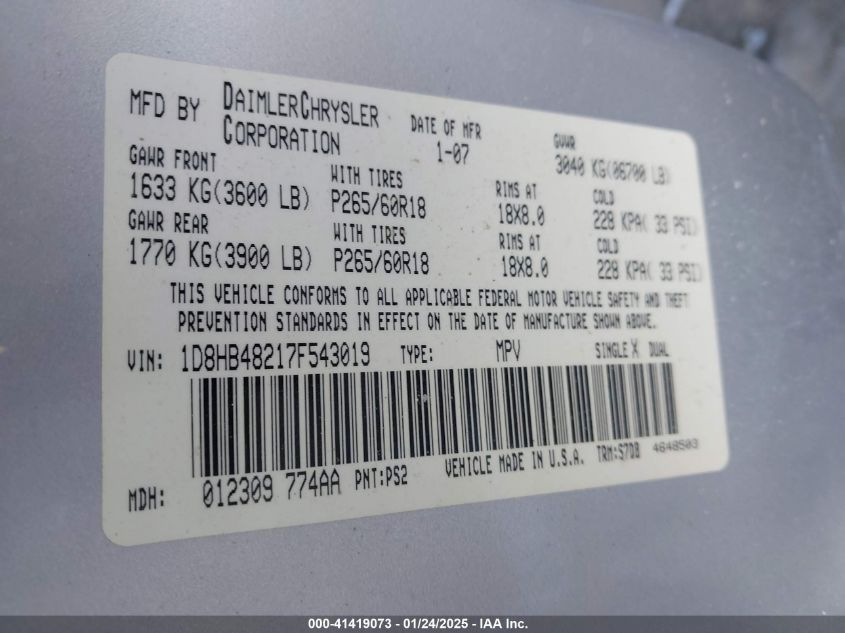 MFD BY DAIMLERCHRYSLER CORPORATION DATE OF MFR 1-07 GVWR 3040 KG(06700 LB)
GAWR FRONT WITH TIRES RIMS AT COLD
1633 KG(3600 LB) P265/60R18 18X8.0 228 KPA( 33 PSI)
GAWR REAR WITH TIRES RIMS AT COLD
1770 KG(3900 LB) P265/60R18 18X8.0 228 KPA( 33 PSI)
THIS VEHICLE CONFORMS TO ALL APPLICABLE FEDERAL MOTOR VEHICLE SAFETY AND THEFT
PREVENTION STANDARDS IN EFFECT ON THE DATE OF MANUFACTURE SHOWN ABOVE.
VIN: 1D8HB48217F543019 TYPE: MPV SINGLE X DUAL
MDH: 012309 774AA PNT:PS2 VEHICLE MADE IN U.S.A. TRM:S7D8 4648503
000-41419073 - 01/24/2025 - IAA Inc.